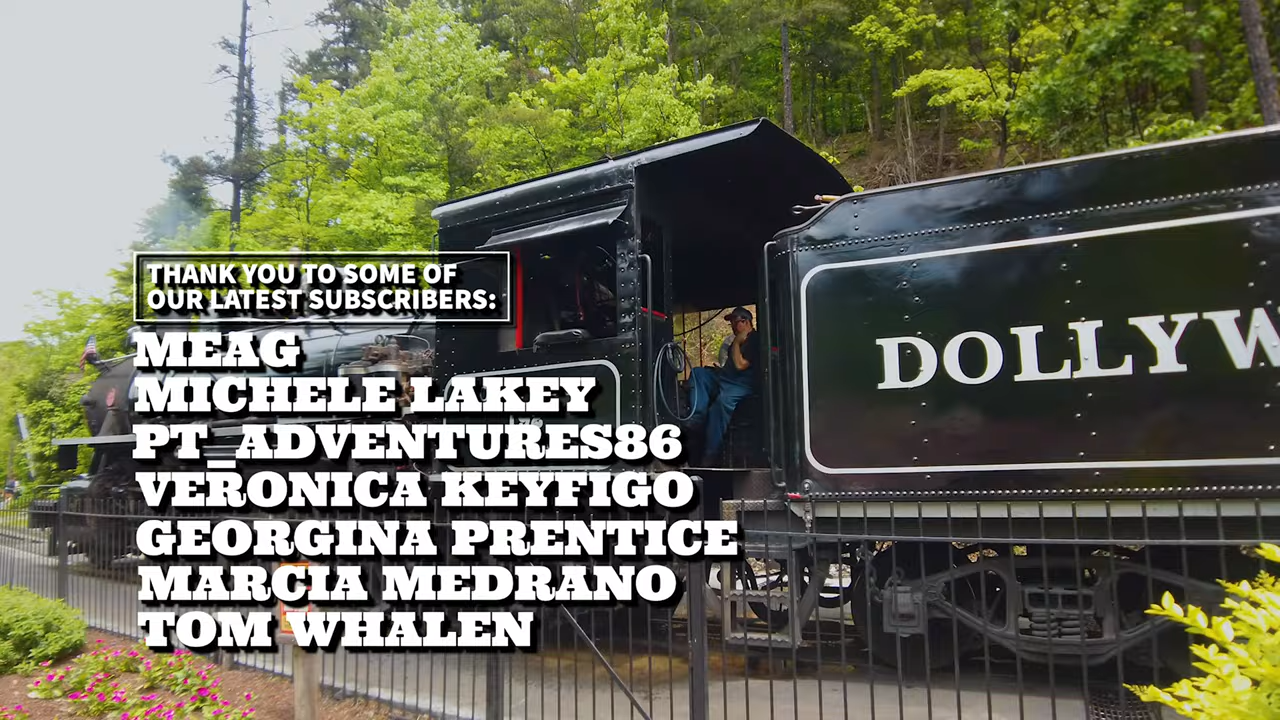 THANK YOU TO SOME OF
OUR LATEST SUBSCRIBERS:
MEAG
MICHELE LAKEY
PT_ADVENTURES86
VERONICA KEYFIGO
GEORGINA PRENTICE
MARCIA MEDRANO
TOM WHALEN
DOLLYW